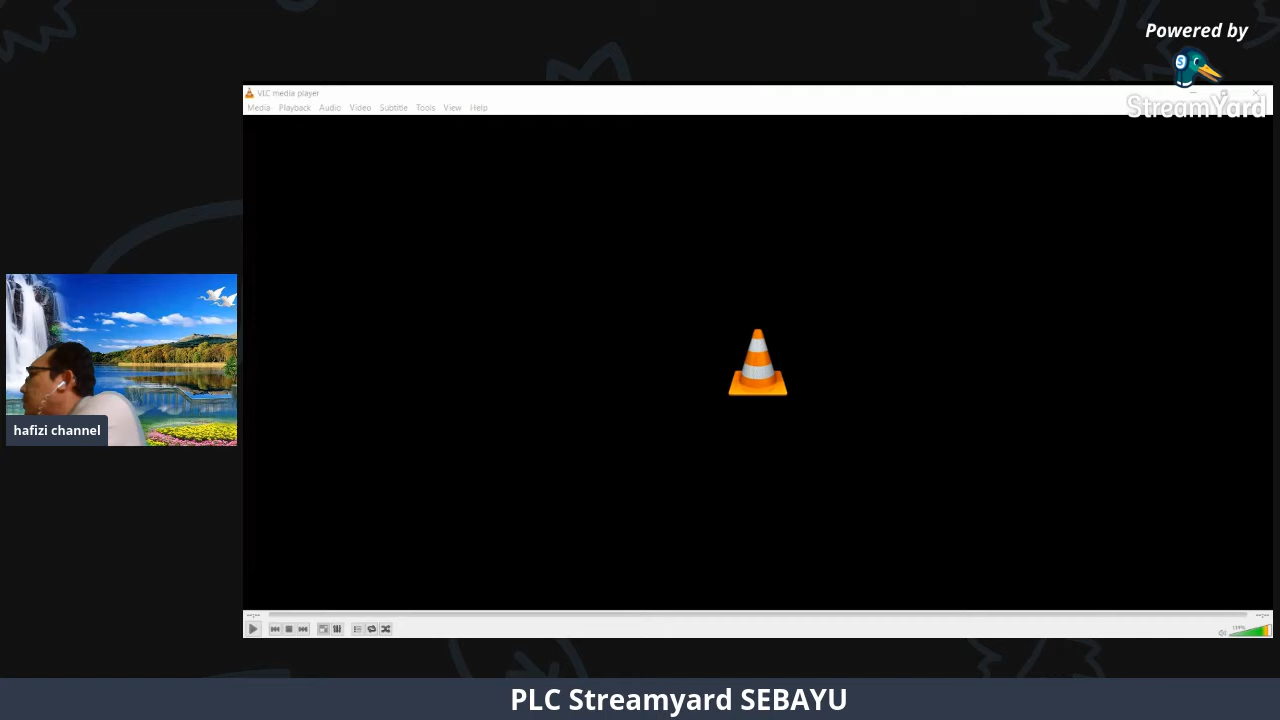 Powered by
StreamYard
VLC media player
Media Playback Audio Video Subtitle Tools View Help
hafizi channel
PLC Streamyard SEBAYU